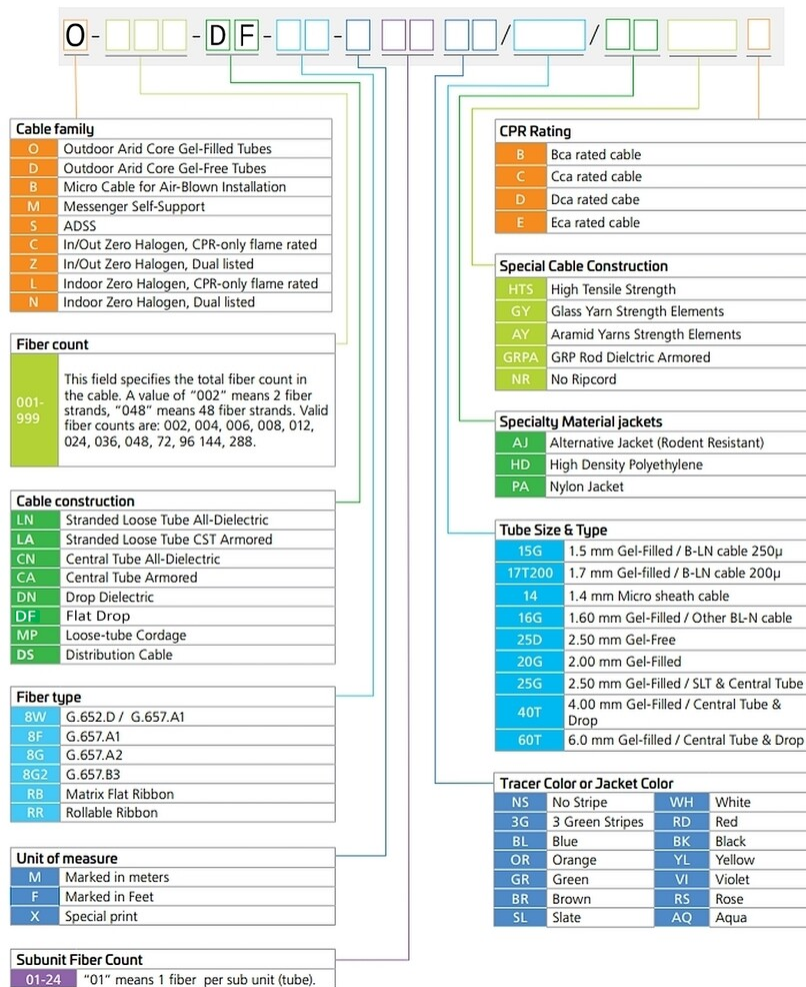 O - - DF - - / /
Cable family
O Outdoor Arid Core Gel-Filled Tubes
D Outdoor Arid Core Gel-Free Tubes
B Micro Cable for Air-Blown Installation
M Messenger Self-Support
S ADSS
C In/Out Zero Halogen, CPR-only flame rated
Z In/Out Zero Halogen, Dual listed
L Indoor Zero Halogen, CPR-only flame rated
N Indoor Zero Halogen, Dual listed
Fiber count
001-
999
This field specifies the total fiber count in
the cable. A value of “002” means 2 fiber
strands, “048” means 48 fiber strands. Valid
fiber counts are: 002, 004, 006, 008, 012,
024, 036, 048, 72, 96 144, 288.
Cable construction
LN Stranded Loose Tube All-Dielectric
LA Stranded Loose Tube CST Armored
CN Central Tube All-Dielectric
CA Central Tube Armored
DN Drop Dielectric
DF Flat Drop
MP Loose-tube Cordage
DS Distribution Cable
Fiber type
8W G.652.D / G.657.A1
8F G.657.A1
8G G.657.A2
8G2 G.657.B3
RB Matrix Flat Ribbon
RR Rollable Ribbon
Unit of measure
M Marked in meters
F Marked in Feet
X Special print
Subunit Fiber Count
01-24 “01” means 1 fiber per sub unit (tube).
CPR Rating
B Bca rated cable
C Cca rated cable
D Dca rated cabe
E Eca rated cable
Special Cable Construction
HTS High Tensile Strength
GY Glass Yarn Strength Elements
AY Aramid Yarns Strength Elements
GRPA GRP Rod Dielctric Armored
NR No Ripcord
Specialty Material jackets
AJ Alternative Jacket (Rodent Resistant)
HD High Density Polyethylene
PA Nylon Jacket
Tube Size & Type
15G 1.5 mm Gel-Filled / B-LN cable 250µ
17T200 1.7 mm Gel-filled / B-LN cable 200µ
14 1.4 mm Micro sheath cable
16G 1.60 mm Gel-Filled / Other BL-N cable
25D 2.50 mm Gel-Free
20G 2.00 mm Gel-Filled
25G 2.50 mm Gel-Filled / SLT & Central Tube
40T 4.00 mm Gel-Filled / Central Tube &
Drop
60T 6.0 mm Gel-filled / Central Tube & Drop
Tracer Color or Jacket Color
NS No Stripe WH White
3G 3 Green Stripes RD Red
BL Blue BK Black
OR Orange YL Yellow
GR Green VI Violet
BR Brown RS Rose
SL Slate AQ Aqua